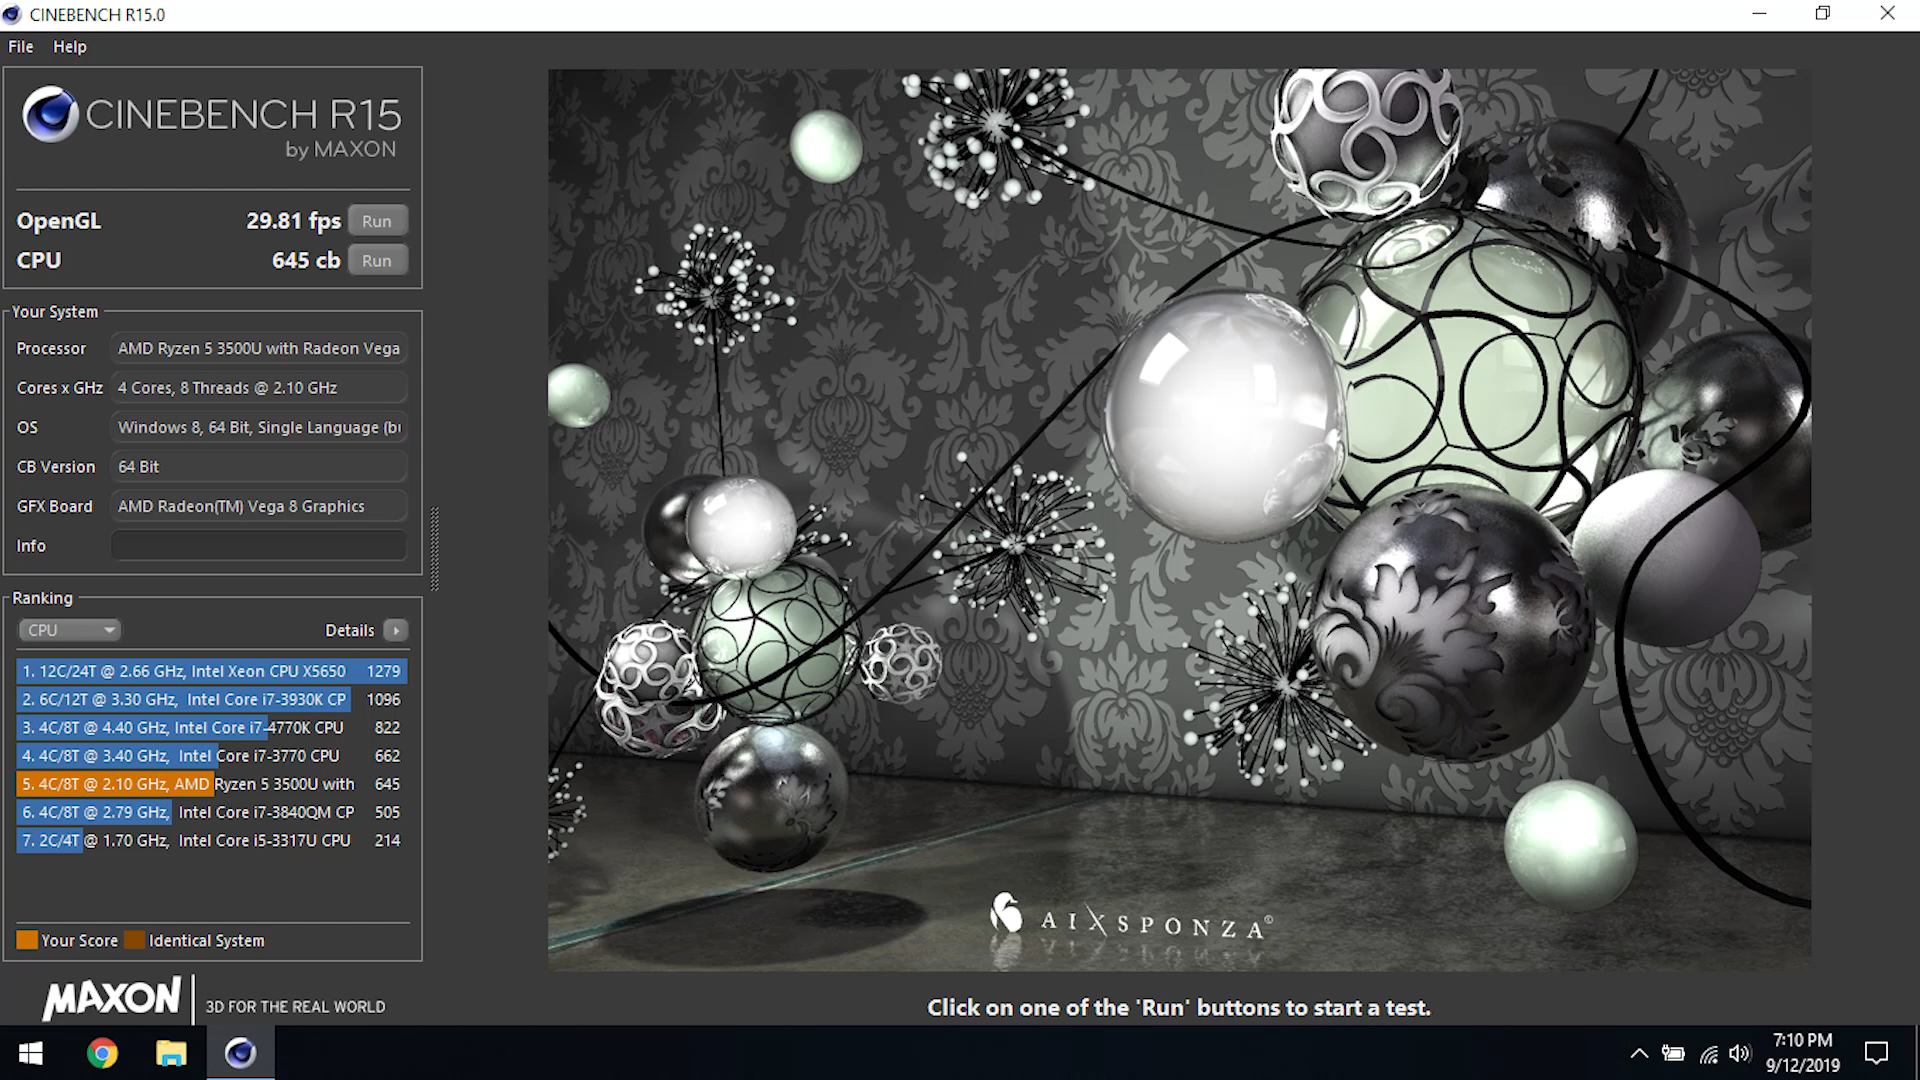 CINEBENCH R15.0
File Help
CINEBENCH R15
by MAXON
OpenGL 29.81 fps Run
CPU 645 cb Run
Your System
Processor AMD Ryzen 5 3500U with Radeon Vega
Cores x GHz 4 Cores, 8 Threads @ 2.10 GHz
OS Windows 8, 64 Bit, Single Language (bu
CB Version 64 Bit
GFX Board AMD Radeon(TM) Vega 8 Graphics
Info
Ranking
CPU Details
1. 12C/24T @ 2.66 GHz, Intel Xeon CPU X5650 1279
2. 6C/12T @ 3.30 GHz, Intel Core i7-3930K CP 1096
3. 4C/8T @ 4.40 GHz, Intel Core i7-4770K CPU 822
4. 4C/8T @ 3.40 GHz, Intel Core i7-3770 CPU 662
5. 4C/8T @ 2.10 GHz, AMD Ryzen 5 3500U with 645
6. 4C/8T @ 2.79 GHz, Intel Core i7-3840QM CP 505
7. 2C/4T @ 1.70 GHz, Intel Core i5-3317U CPU 214
Your Score Identical System
MAXON 3D FOR THE REAL WORLD
AIXSPONZA©
Click on one of the 'Run' buttons to start a test.
7:10 PM
9/12/2019